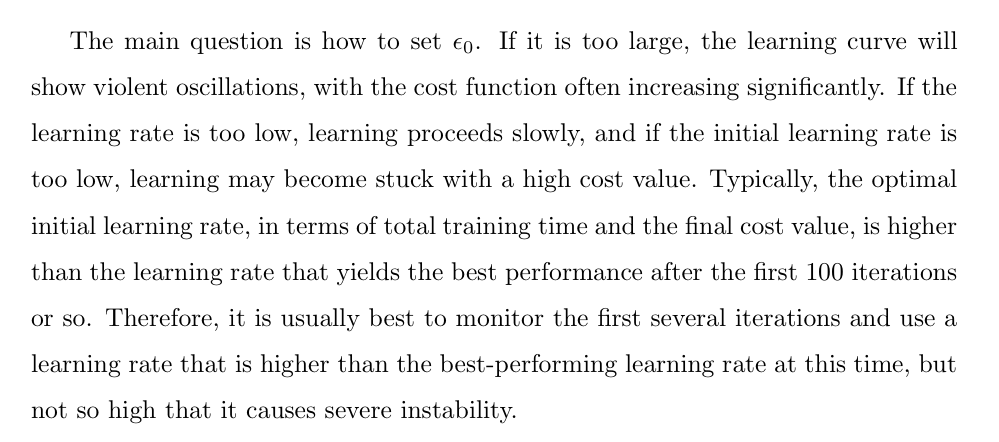 The main question is how to set ϵ₀. If it is too large, the learning curve will
show violent oscillations, with the cost function often increasing significantly. If the
learning rate is too low, learning proceeds slowly, and if the initial learning rate is
too low, learning may become stuck with a high cost value. Typically, the optimal
initial learning rate, in terms of total training time and the final cost value, is higher
than the learning rate that yields the best performance after the first 100 iterations
or so. Therefore, it is usually best to monitor the first several iterations and use a
learning rate that is higher than the best-performing learning rate at this time, but
not so high that it causes severe instability.